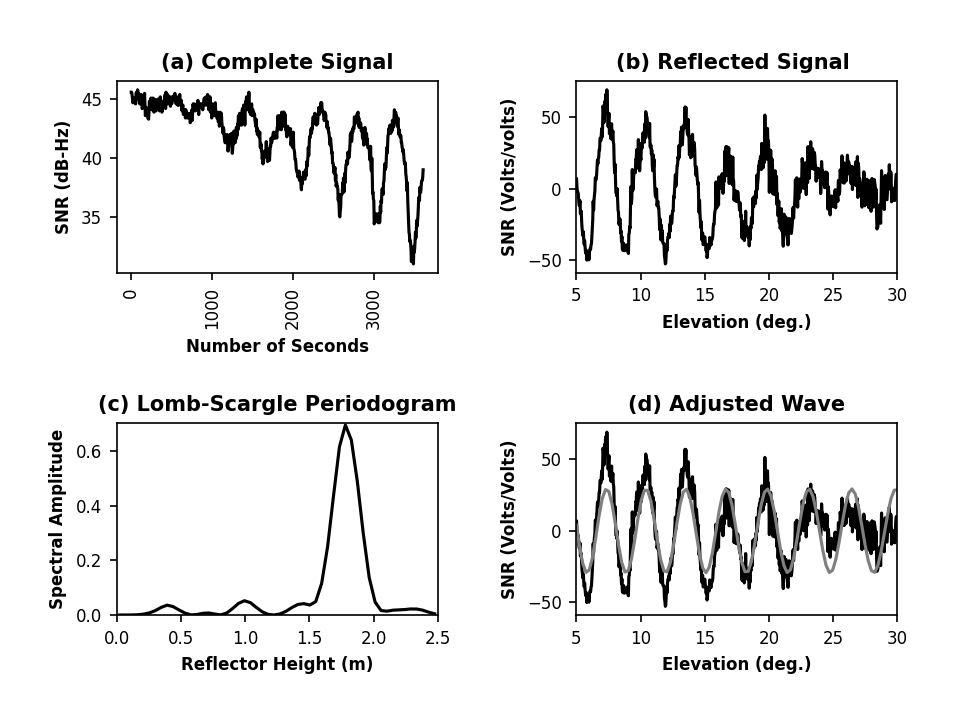 (a) Complete Signal
SNR (dB-Hz)
45
40
35
0
1000
2000
3000
Number of Seconds
(b) Reflected Signal
SNR (Volts/volts)
50
0
−50
5 10 15 20 25 30
Elevation (deg.)
(c) Lomb-Scargle Periodogram
Spectral Amplitude
0.6
0.4
0.2
0.0
0.0 0.5 1.0 1.5 2.0 2.5
Reflector Height (m)
(d) Adjusted Wave
SNR (Volts/Volts)
50
0
−50
5 10 15 20 25 30
Elevation (deg.)